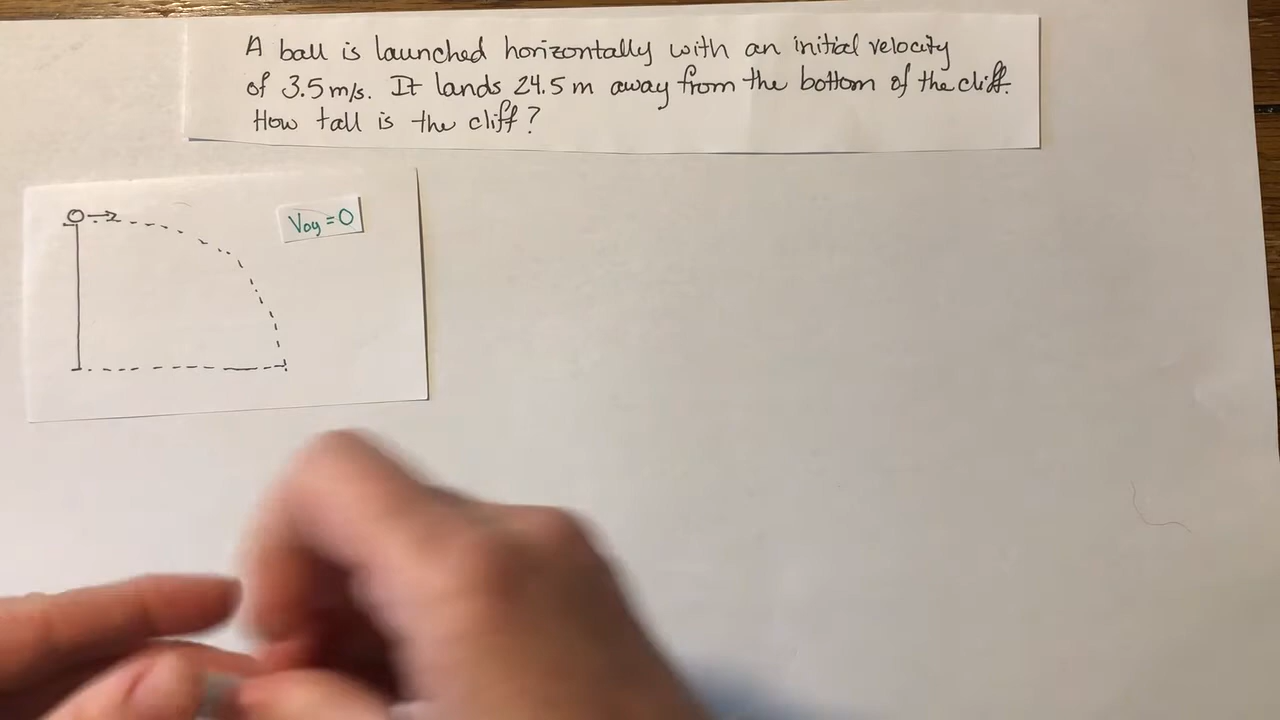 A ball is launched horizontally with an initial velocity
of 3.5 m/s. It lands 24.5 m away from the bottom of the cliff.
How tall is the cliff?
Voy = 0